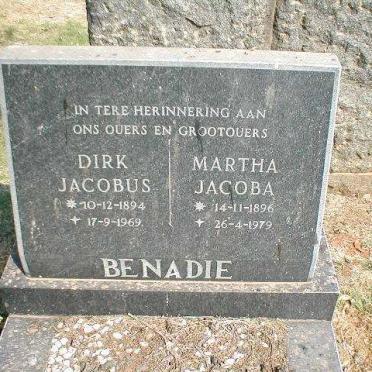 IN TERE HERINNERING AAN
ONS OUERS EN GROOTOUERS
DIRK
JACOBUS
* 10-12-1894
✝ 17-9-1969
MARTHA
JACOBA
* 14-11-1896
✝ 26-4-1979
BENADIE